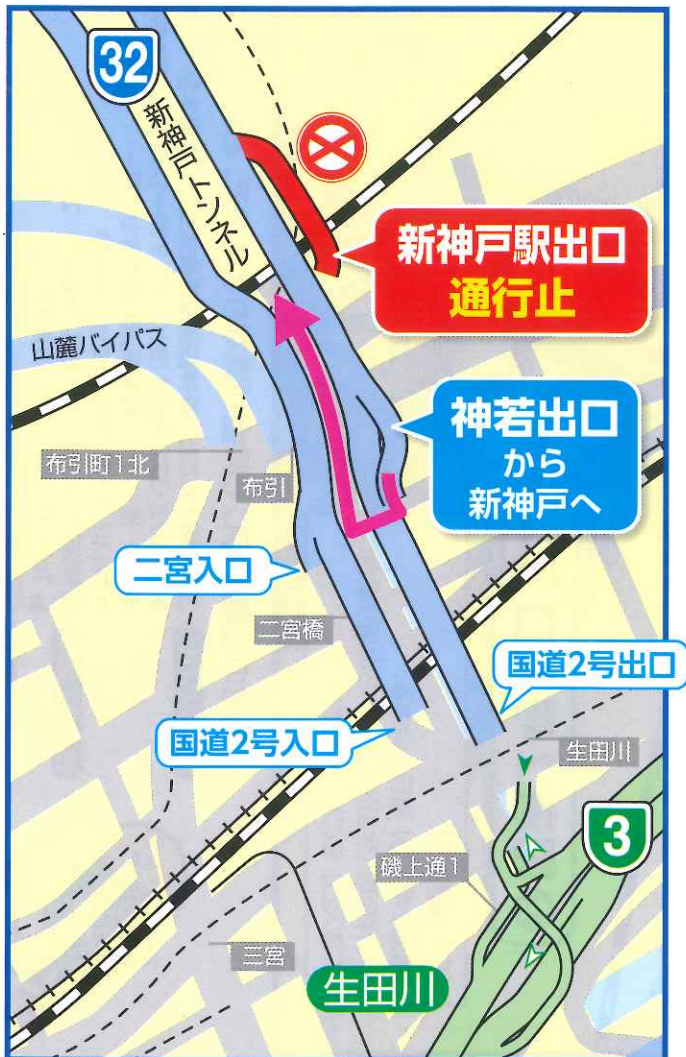 32
新神戸トンネル
新神戸駅出口
通行止
山麓バイパス
神若出口
から
新神戸へ
布引町1北
布引
二宮入口
二宮橋
国道2号出口
国道2号入口
生田川
3
磯上通1
三宮
生田川